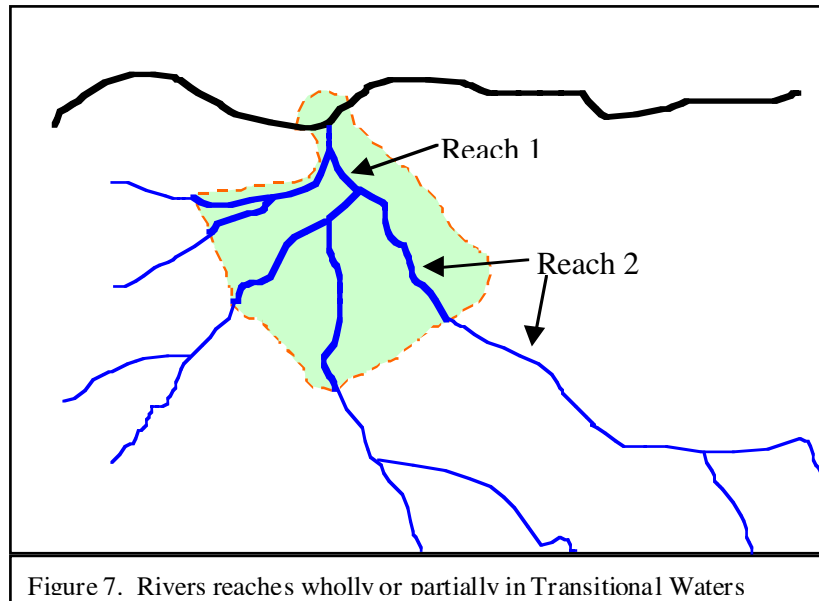 Reach 1
Reach 2
Figure 7. Rivers reaches wholly or partially in Transitional Waters